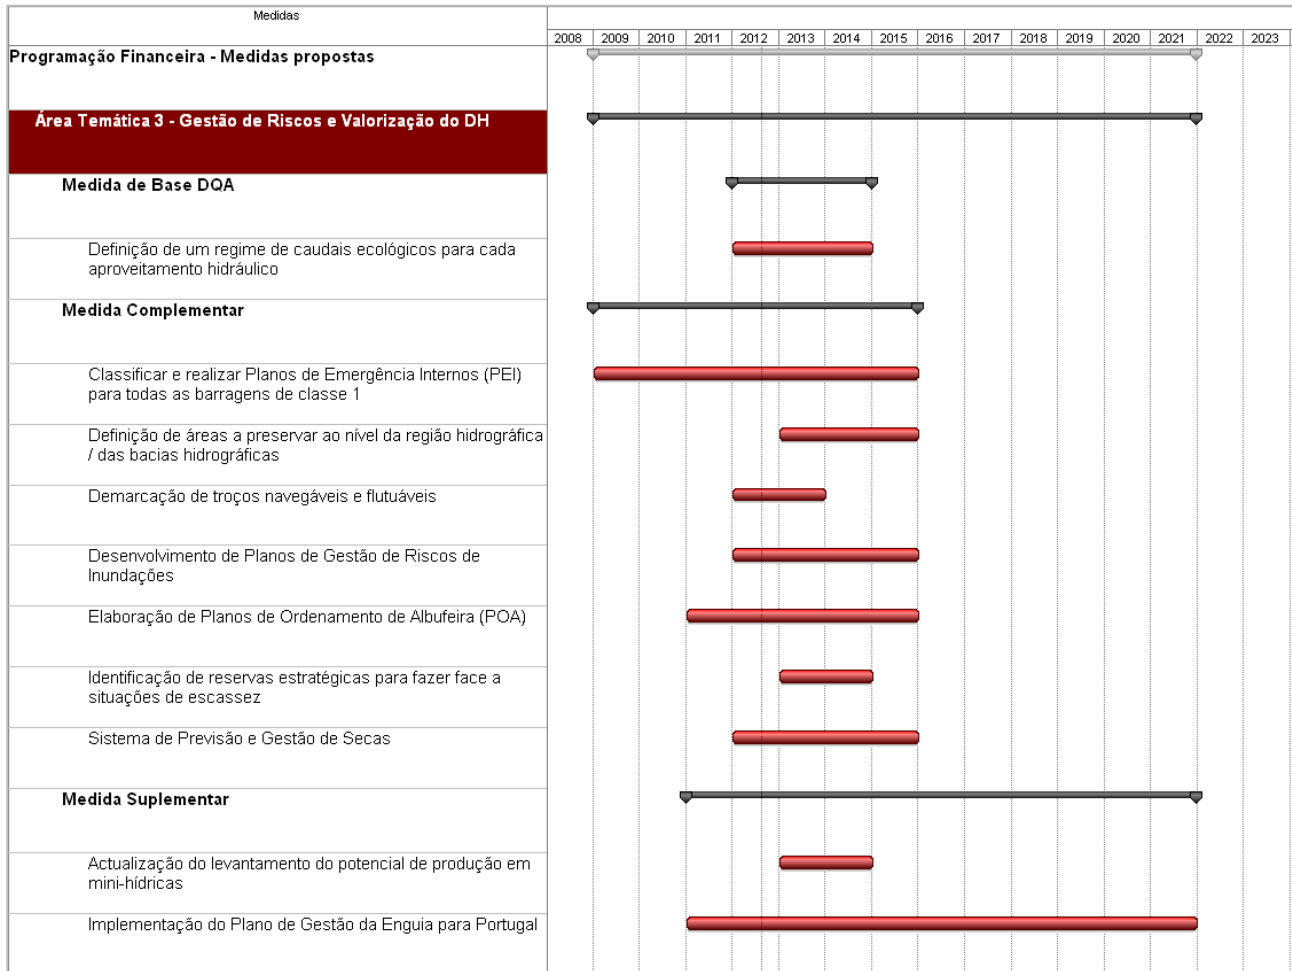 Medidas
2008 2009 2010 2011 2012 2013 2014 2015 2016 2017 2018 2019 2020 2021 2022 2023
Programação Financeira - Medidas propostas
Área Temática 3 - Gestão de Riscos e Valorização do DH
Medida de Base DQA
Definição de um regime de caudais ecológicos para cada
aproveitamento hidráulico
Medida Complementar
Classificar e realizar Planos de Emergência Internos (PEI)
para todas as barragens de classe 1
Definição de áreas a preservar ao nível da região hidrográfica
/ das bacias hidrográficas
Demarcação de troços navegáveis e flutuáveis
Desenvolvimento de Planos de Gestão de Riscos de
Inundações
Elaboração de Planos de Ordenamento de Albufeira (POA)
Identificação de reservas estratégicas para fazer face a
situações de escassez
Sistema de Previsão e Gestão de Secas
Medida Suplementar
Actualização do levantamento do potencial de produção em
mini-hídricas
Implementação do Plano de Gestão da Enguia para Portugal